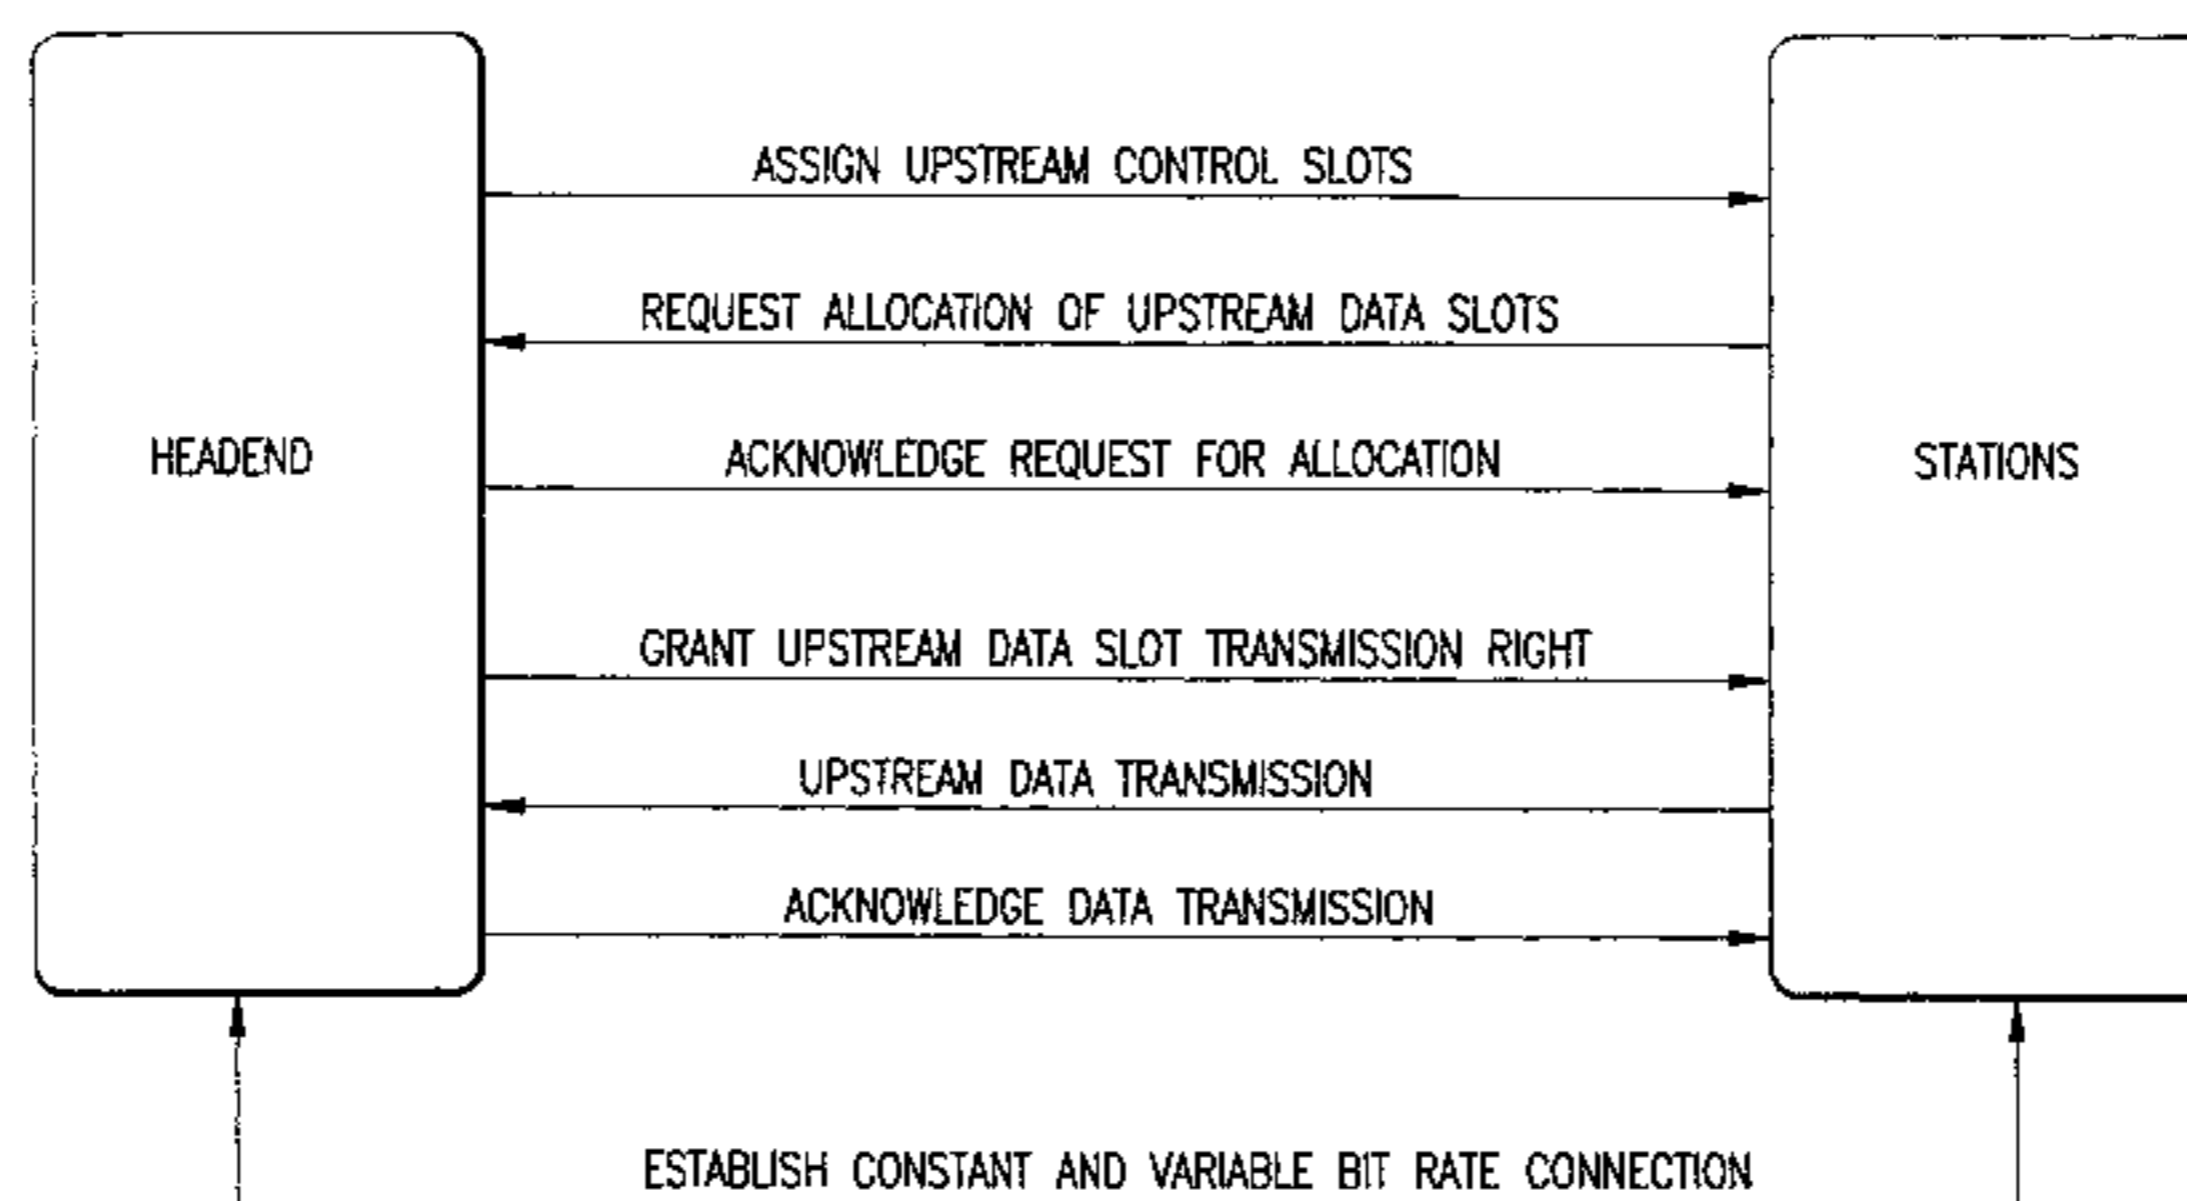 ASSIGN UPSTREAM CONTROL SLOTS
REQUEST ALLOCATION OF UPSTREAM DATA SLOTS
HEADEND
ACKNOWLEDGE REQUEST FOR ALLOCATION
STATIONS
GRANT UPSTREAM DATA SLOT TRANSMISSION RIGHT
UPSTREAM DATA TRANSMISSION
ACKNOWLEDGE DATA TRANSMISSION
ESTABLISH CONSTANT AND VARIABLE BIT RATE CONNECTION